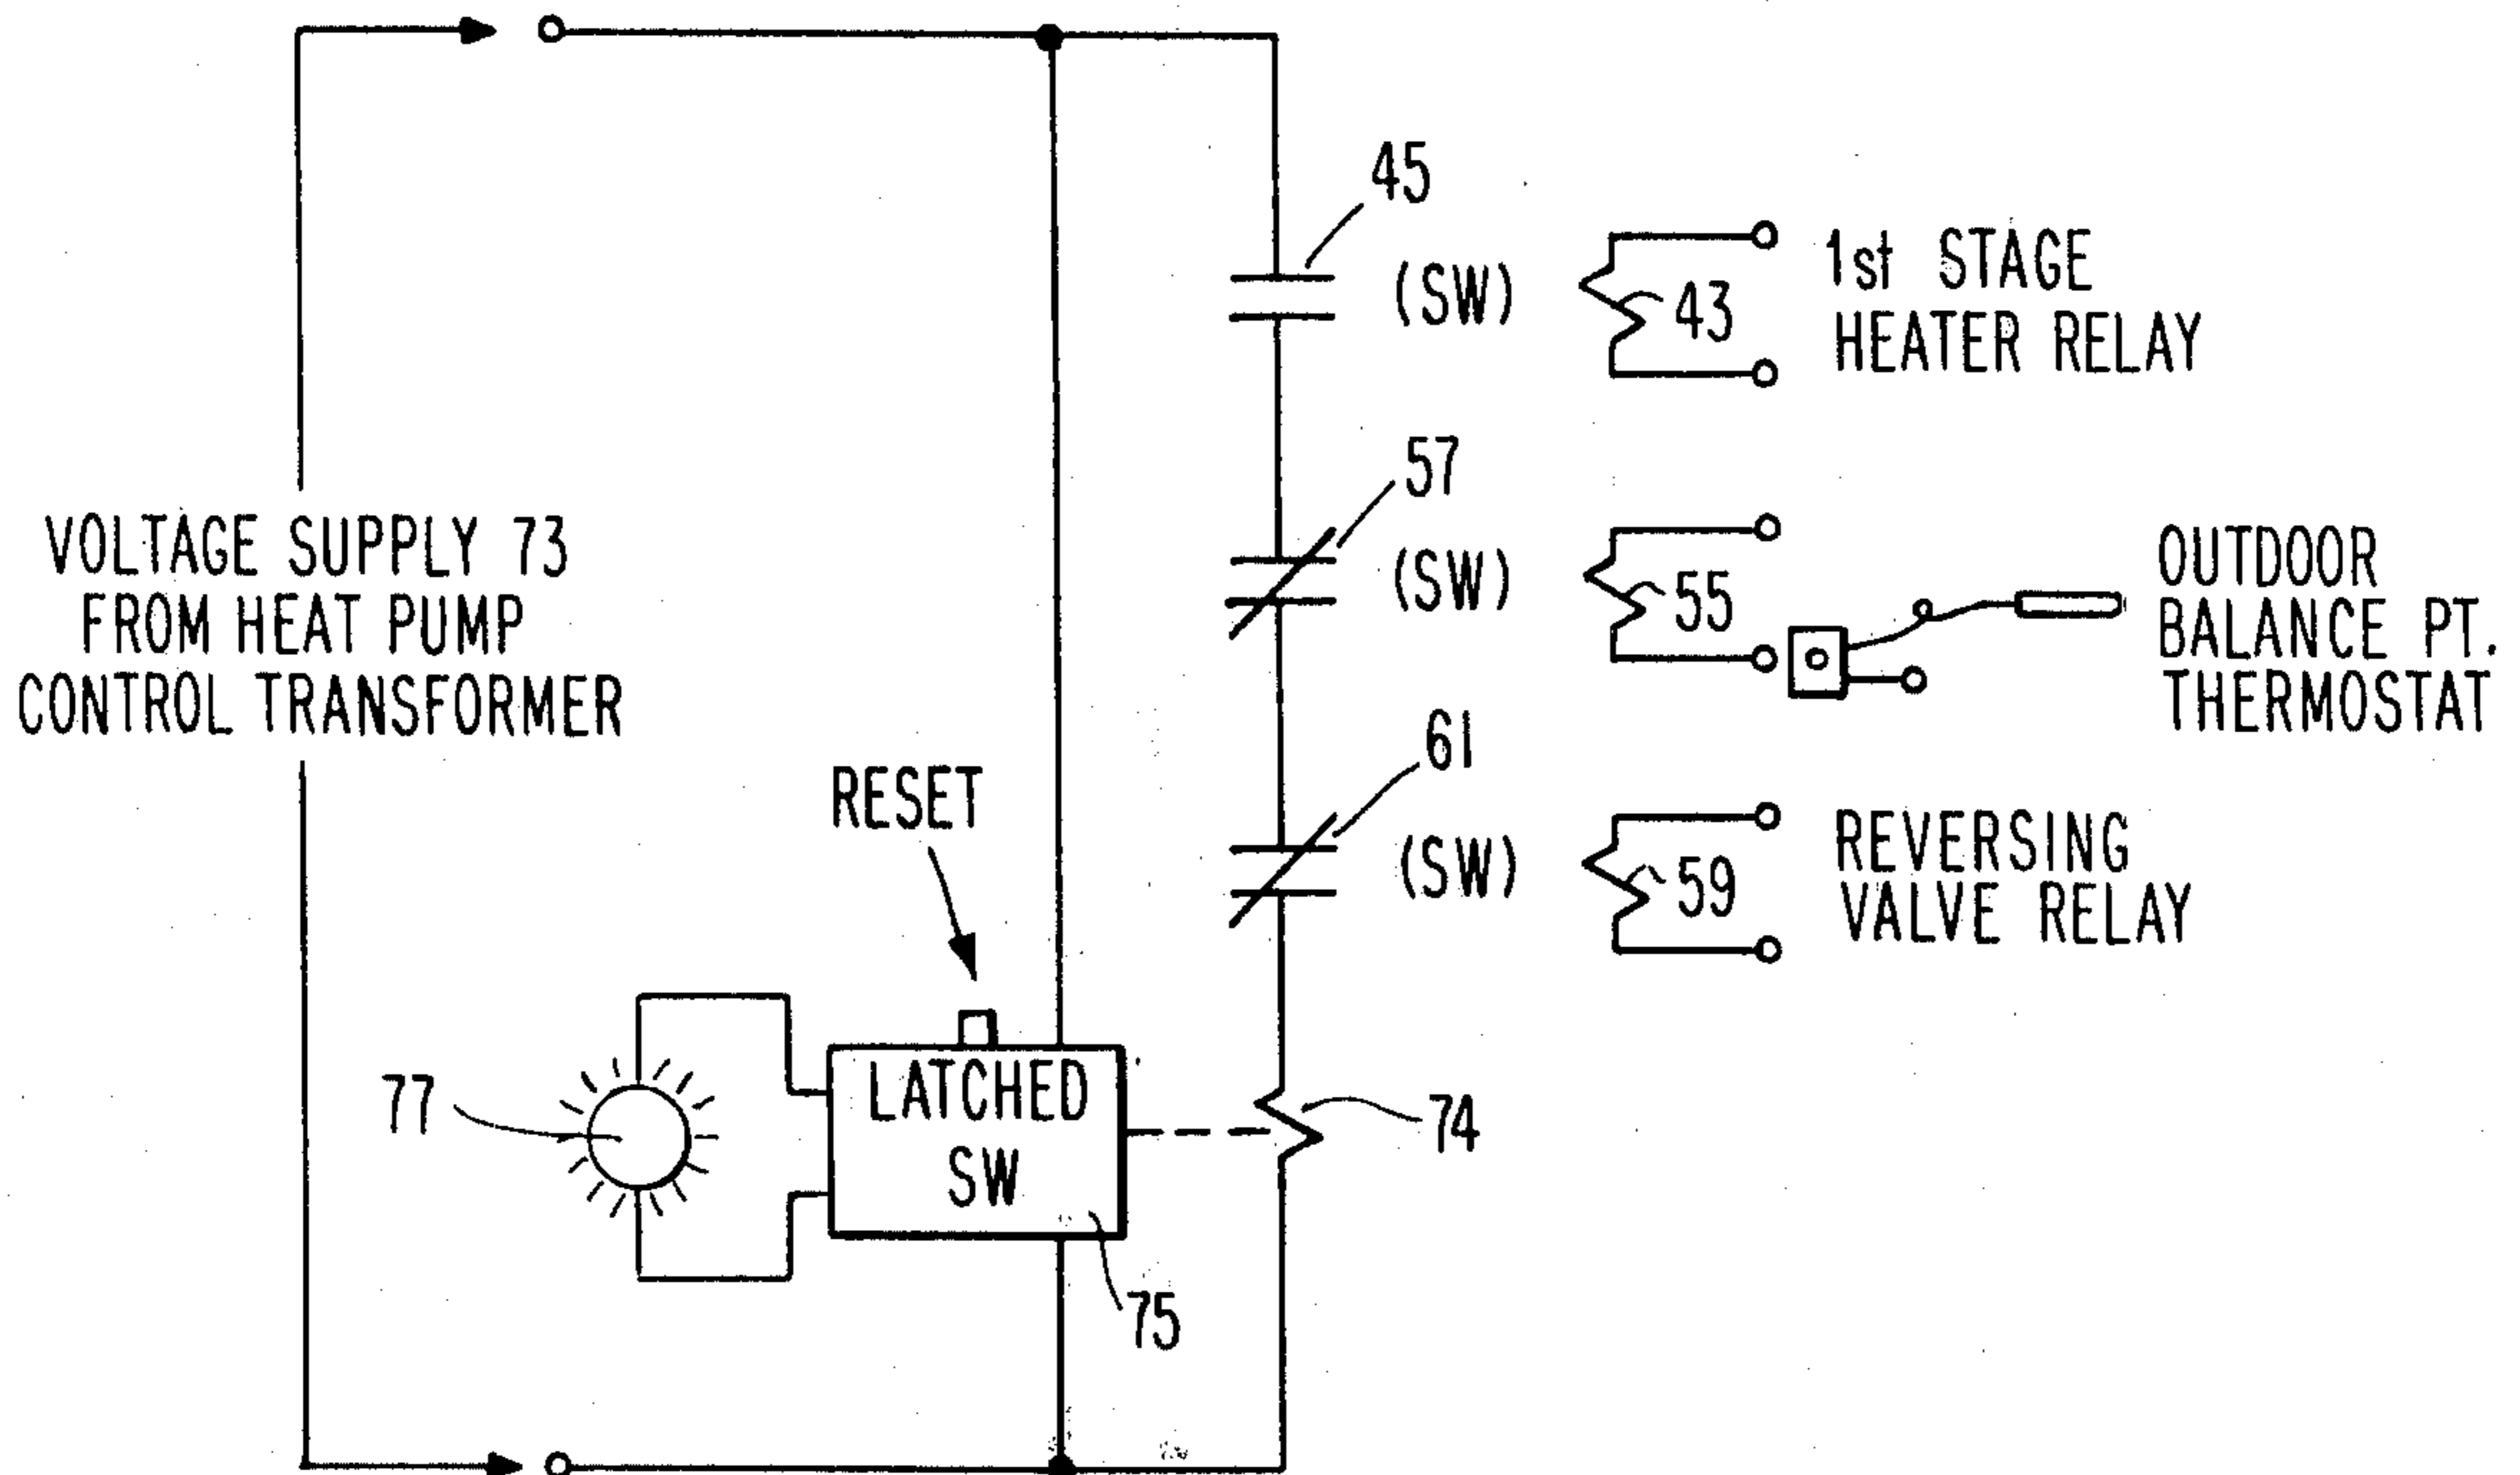 45
(SW)
43
1st STAGE
HEATER RELAY
57
(SW)
55
OUTDOOR
BALANCE PT.
THERMOSTAT
VOLTAGE SUPPLY 73
FROM HEAT PUMP
CONTROL TRANSFORMER
61
(SW)
59
REVERSING
VALVE RELAY
RESET
77
LATCHED
SW
74
75